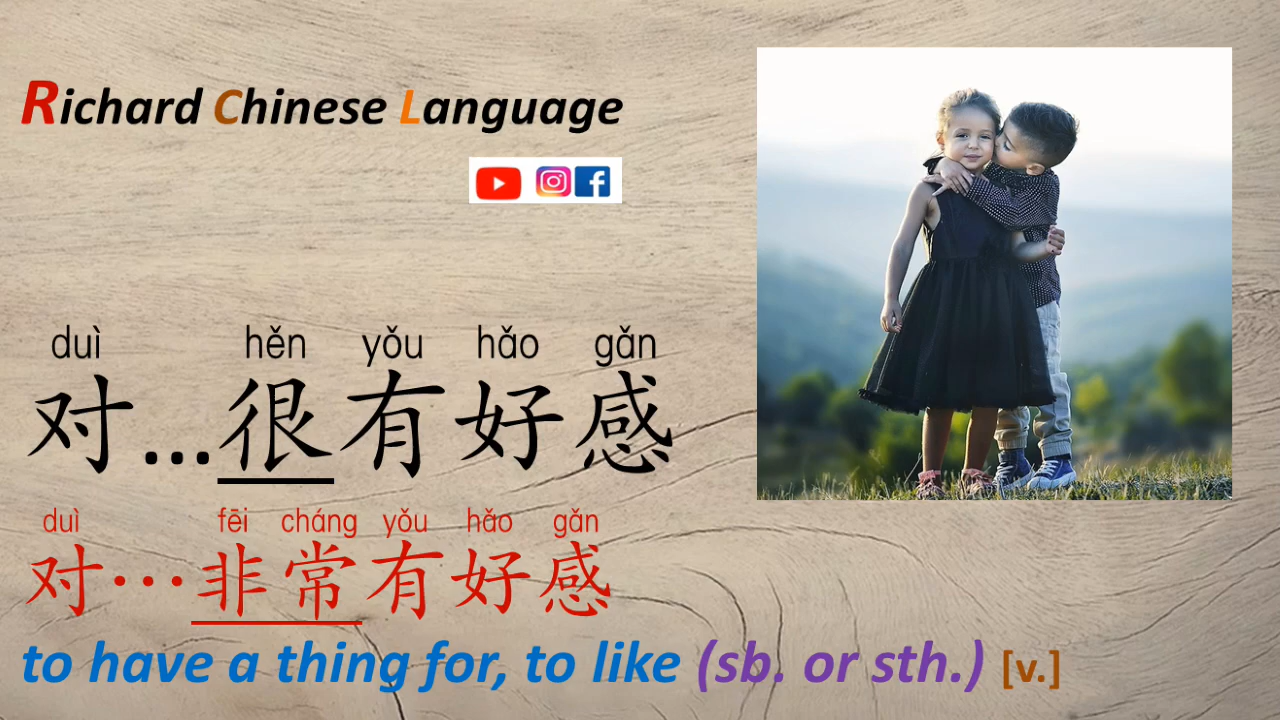 Richard Chinese Language
duì hěn yǒu hǎo gǎn
对…很有好感
duì fēi cháng yǒu hǎo gǎn
对···非常有好感
to have a thing for, to like (sb. or sth.) [v.]